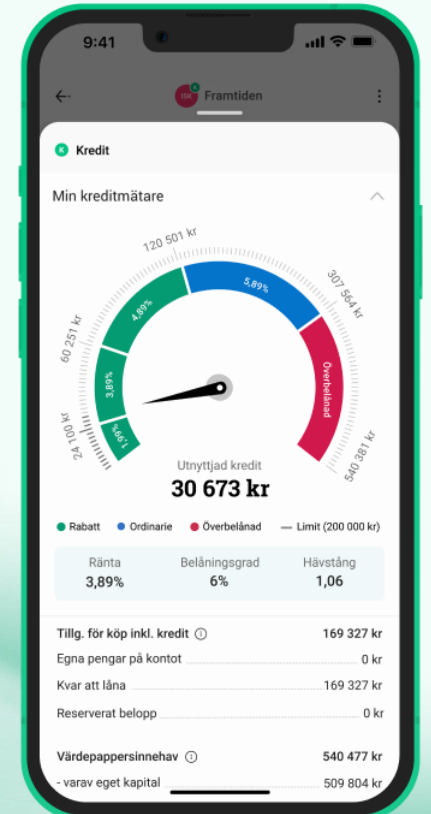 9:41
ISK K Framtiden
K Kredit
Min kreditmätare
120 501 kr
307 564 kr
60 251 kr
24 100 kr
540 381 kr
4,89%
5,89%
3,89%
1,99%
Överbelånad
Utnyttjad kredit
30 673 kr
Rabatt Ordinarie Överbelånad Limit (200 000 kr)
Ränta Belåningsgrad Hävstång
3,89% 6% 1,06
Tillg. för köp inkl. kredit 169 327 kr
Egna pengar på kontot 0 kr
Kvar att låna 169 327 kr
Reserverat belopp 0 kr
Värdepappersinnehav 540 477 kr
- varav eget kapital 509 804 kr